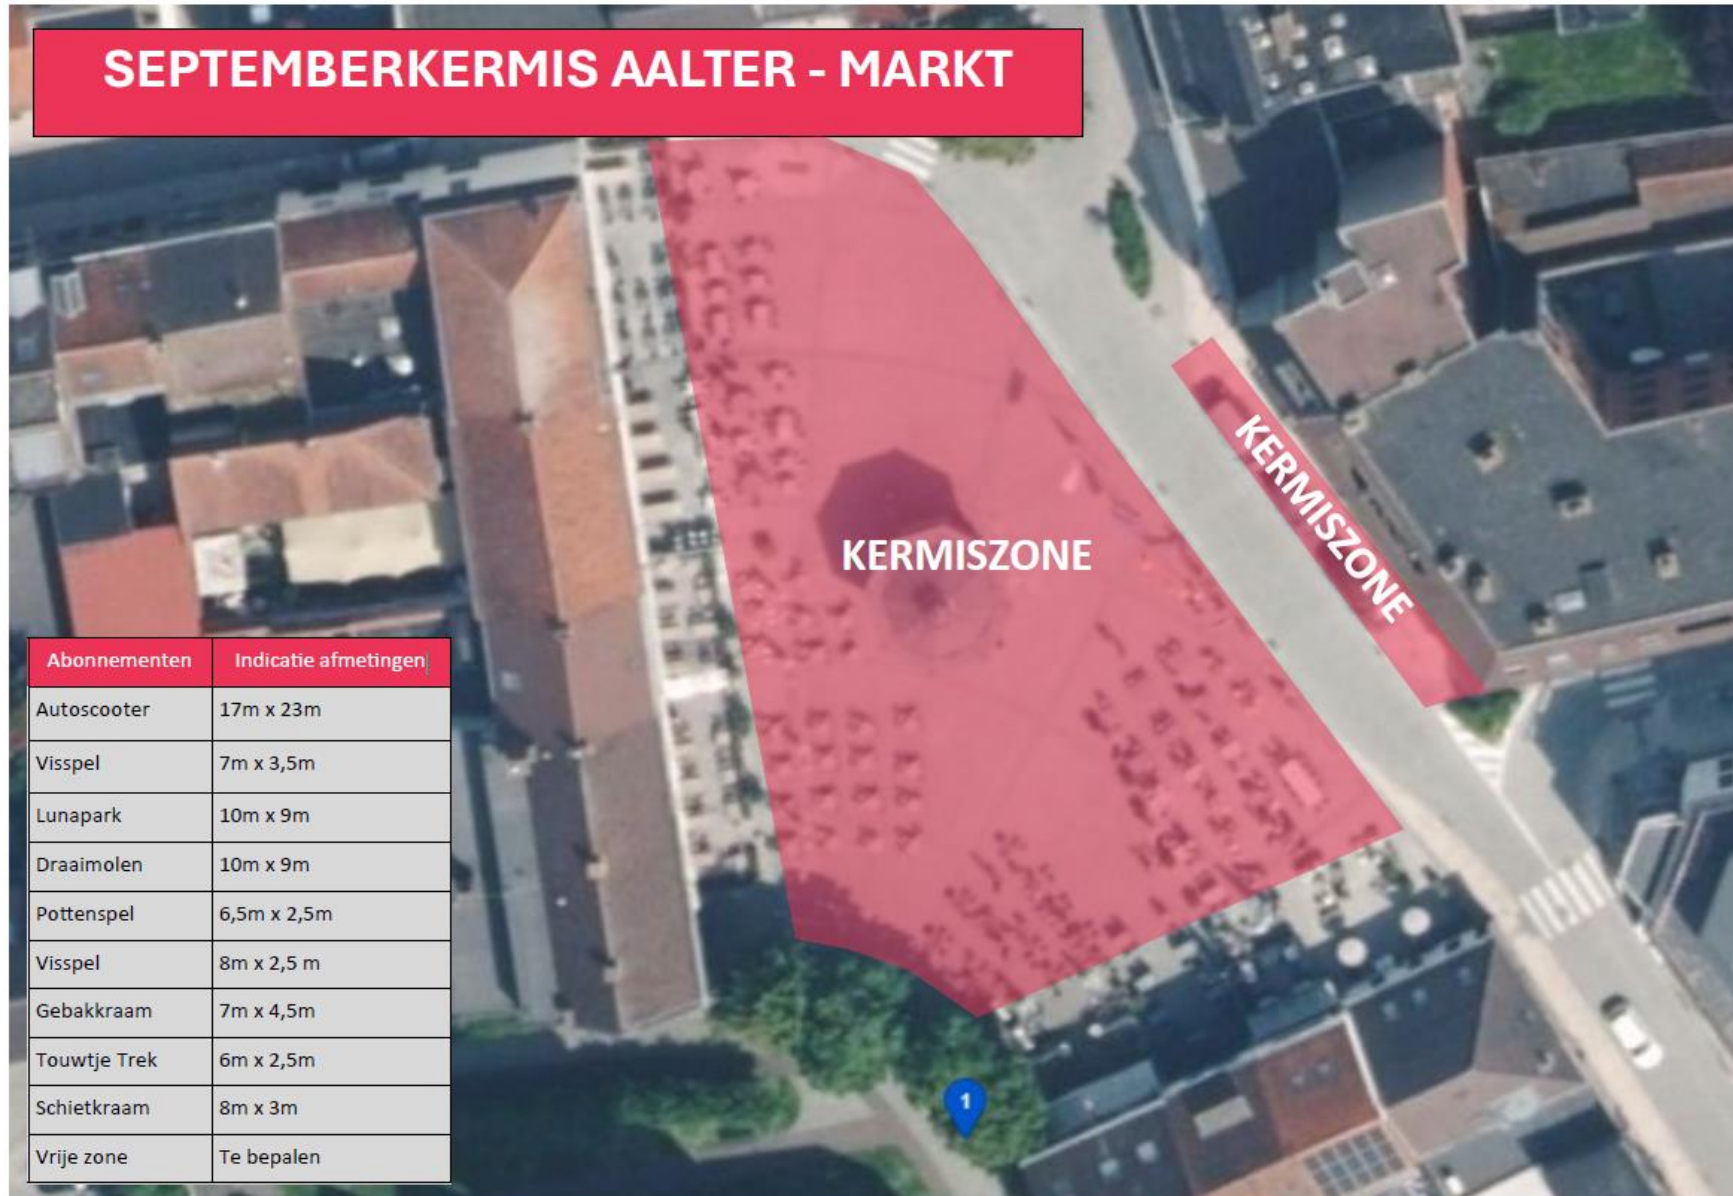 SEPTEMBERKERMIS AALTER - MARKT
KERMISZONE
KERMISZONE
Abonnementen Indicatie afmetingen
Autoscooter 17m x 23m
Visspel 7m x 3,5m
Lunapark 10m x 9m
Draaimolen 10m x 9m
Pottenspel 6,5m x 2,5m
Visspel 8m x 2,5 m
Gebakkraam 7m x 4,5m
Touwtje Trek 6m x 2,5m
Schietkraam 8m x 3m
Vrije zone Te bepalen
1